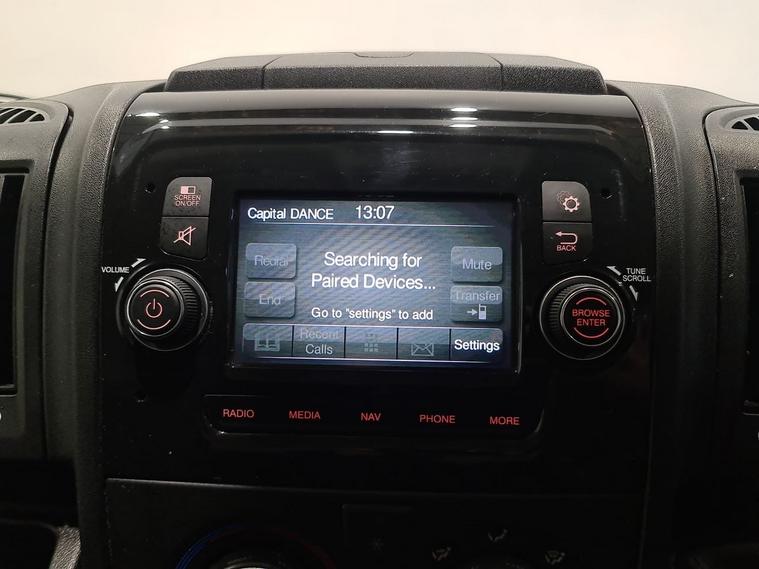 SCREEN
ON/OFF
Capital DANCE 13:07
BACK
VOLUME
TUNE
SCROLL
Redial
Searching for
Paired Devices...
Mute
End
Go to "settings" to add
Transfer
BROWSE
ENTER
Recent
Calls
Settings
RADIO MEDIA NAV PHONE MORE